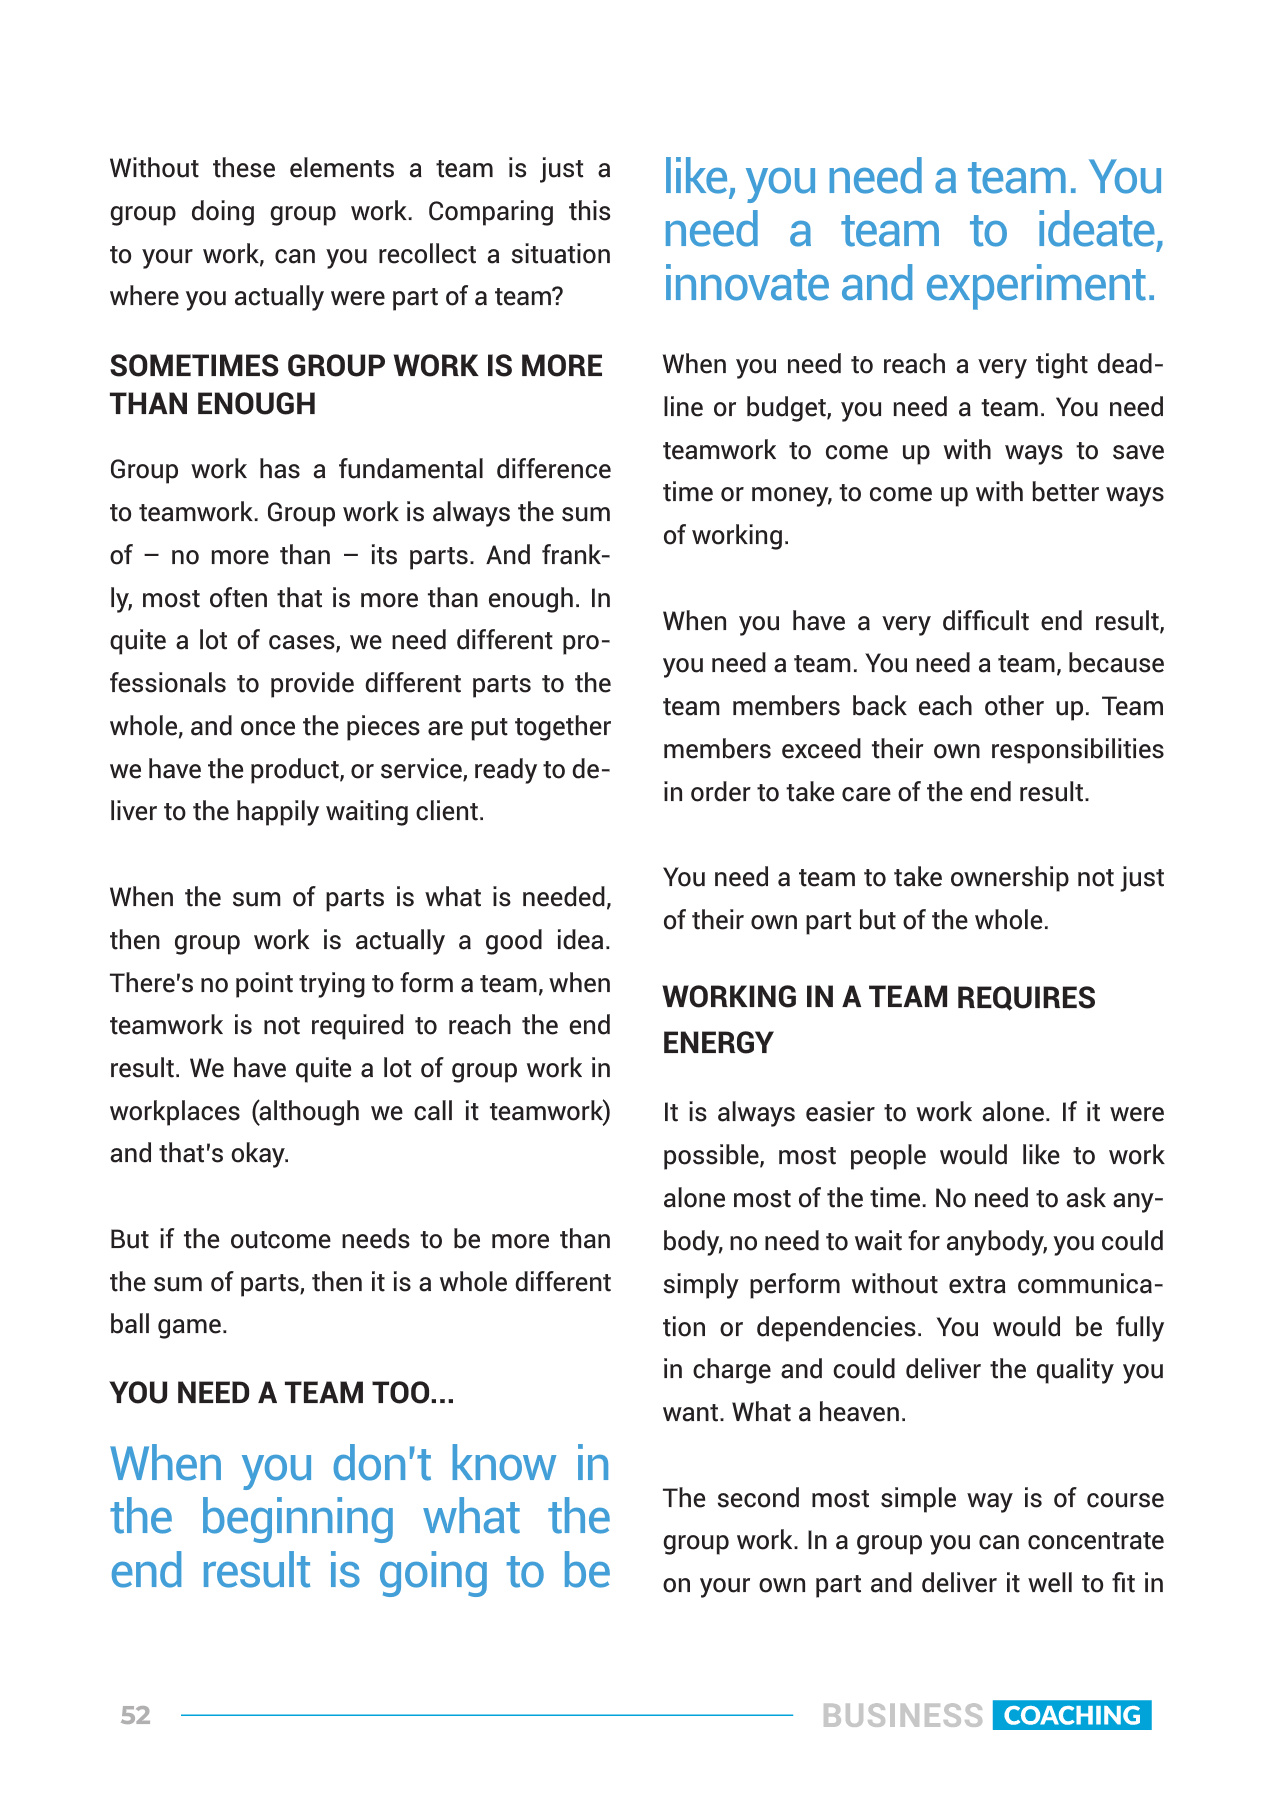 Without these elements a team is just a
group doing group work. Comparing this
to your work, can you recollect a situation
where you actually were part of a team?
SOMETIMES GROUP WORK IS MORE
THAN ENOUGH
Group work has a fundamental difference
to teamwork. Group work is always the sum
of – no more than – its parts. And frank-
ly, most often that is more than enough. In
quite a lot of cases, we need different pro-
fessionals to provide different parts to the
whole, and once the pieces are put together
we have the product, or service, ready to de-
liver to the happily waiting client.
When the sum of parts is what is needed,
then group work is actually a good idea.
There's no point trying to form a team, when
teamwork is not required to reach the end
result. We have quite a lot of group work in
workplaces (although we call it teamwork)
and that's okay.
But if the outcome needs to be more than
the sum of parts, then it is a whole different
ball game.
YOU NEED A TEAM TOO...
When you don't know in
the beginning what the
end result is going to be
like, you need a team. You
need a team to ideate,
innovate and experiment.
When you need to reach a very tight dead-
line or budget, you need a team. You need
teamwork to come up with ways to save
time or money, to come up with better ways
of working.
When you have a very difficult end result,
you need a team. You need a team, because
team members back each other up. Team
members exceed their own responsibilities
in order to take care of the end result.
You need a team to take ownership not just
of their own part but of the whole.
WORKING IN A TEAM REQUIRES
ENERGY
It is always easier to work alone. If it were
possible, most people would like to work
alone most of the time. No need to ask any-
body, no need to wait for anybody, you could
simply perform without extra communica-
tion or dependencies. You would be fully
in charge and could deliver the quality you
want. What a heaven.
The second most simple way is of course
group work. In a group you can concentrate
on your own part and deliver it well to fit in
52
BUSINESS COACHING